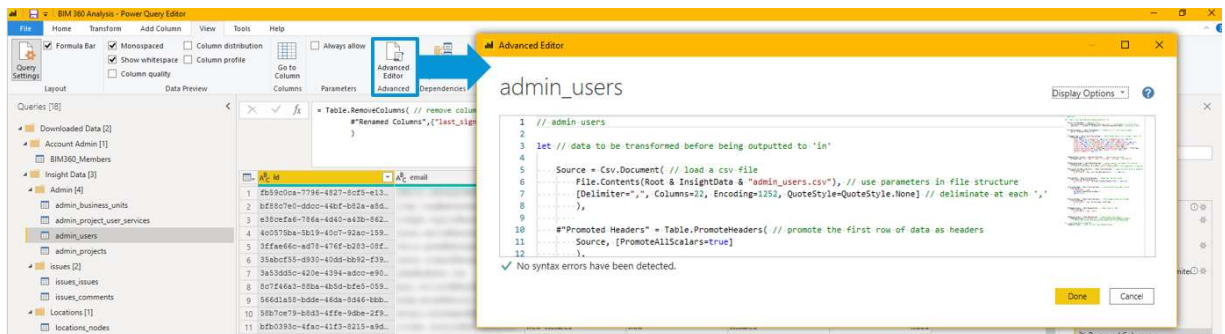 BIM 360 Analysis - Power Query Editor
File Home Transform Add Column View Tools Help
Query Settings
Formula Bar
Monospaced
Show whitespace
Column quality
Column distribution
Column profile
Go to Column
Always allow
Advanced Editor
Layout
Data Preview
Columns
Parameters
Advanced
Dependencies
Queries [18]
Downloaded Data [2]
Account Admin [1]
BIM360_Members
Insight Data [3]
Admin [4]
admin_business_units
admin_project_user_services
admin_users
admin_projects
issues [2]
issues_issues
issues_comments
Locations [1]
locations_nodes
= Table.RemoveColumns( // remove colum
#"Renamed Columns",{"last_sign
)
id
email
1 fb59c0ca-7796-4827-8cf5-e13...
2 bf88c7e0-ddcc-44bf-b82a-a8d...
3 e38cefa6-786a-4d40-a43b-862...
4 4c0575ba-5b19-40c7-92ac-159...
5 3ffae66c-ad78-476f-b283-08f...
6 35abcf55-d930-40dd-bb92-f39...
7 3a53dd5c-420e-4394-adcc-e90...
8 8c7f46a3-88ba-4b5d-bfe5-059...
9 566d1a58-bdde-46da-8d46-bbb...
10 58b7ce79-b8d3-4ffe-9dbe-2f9...
11 bfb0393c-4fac-41f3-8215-a9d...
Advanced Editor
admin_users
Display Options
1 // admin users
2
3 let // data to be transformed before being outputted to 'in'
4
5 Source = Csv.Document( // load a csv file
6 File.Contents(Root & InsightData & "admin_users.csv"), // use parameters in file structure
7 [Delimiter=",", Columns=22, Encoding=1252, QuoteStyle=QuoteStyle.None] // deliminate at each ','
8 ),
9
10 #"Promoted Headers" = Table.PromoteHeaders( // promote the first row of data as headers
11 Source, [PromoteAllScalars=true]
12 ),
No syntax errors have been detected.
Done
Cancel